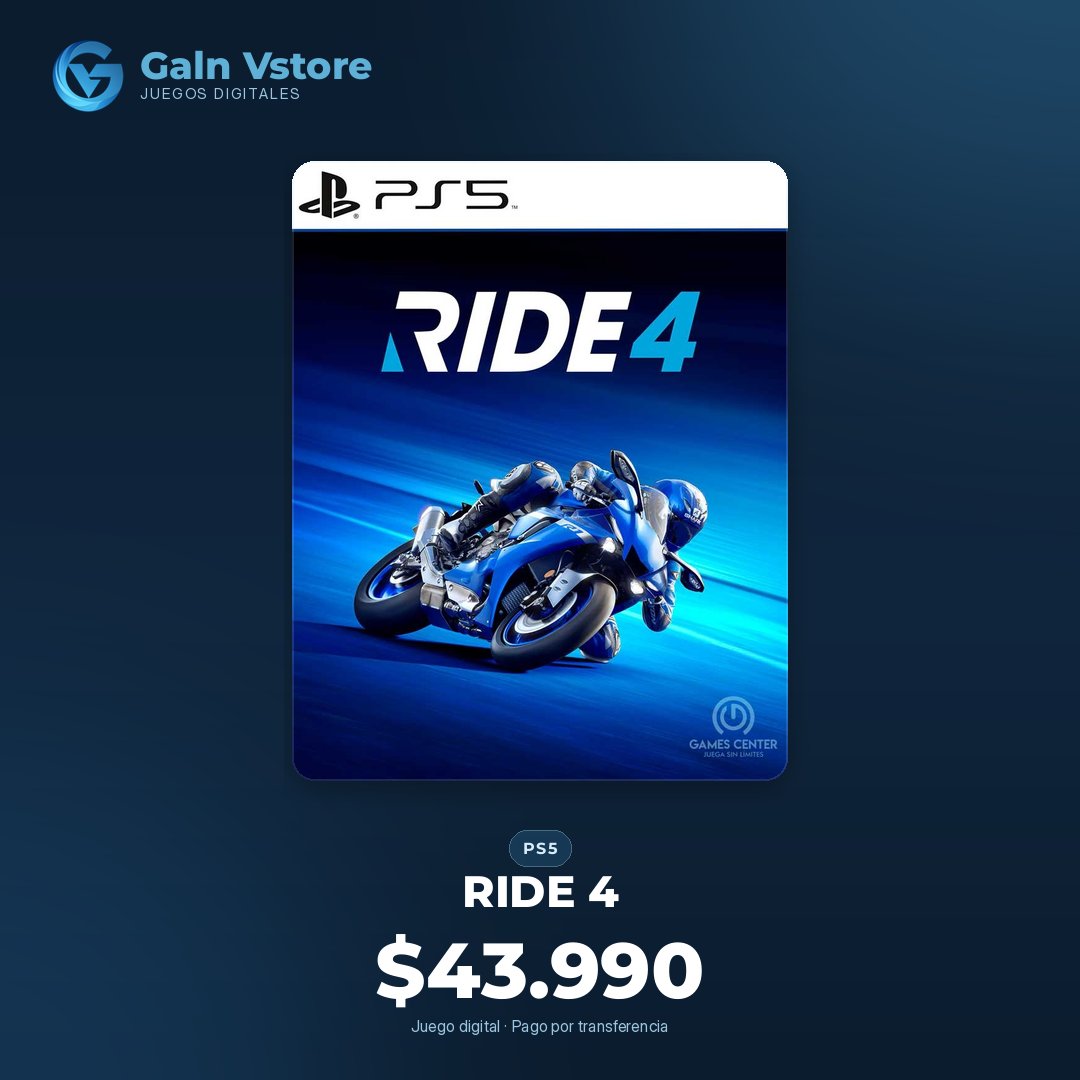 GaIn Vstore
JUEGOS DIGITALES
PS5
RIDE 4
GAMES CENTER
JUEGA SIN LIMITES
PS5
RIDE 4
$43.990
Juego digital · Pago por transferencia